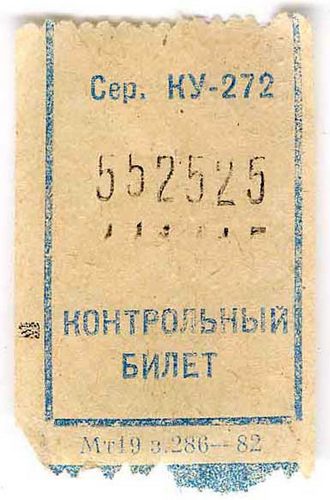 Сер. КУ-272
552525
КОНТРОЛЬНЫЙ
БИЛЕТ
Мт19 з.286—82